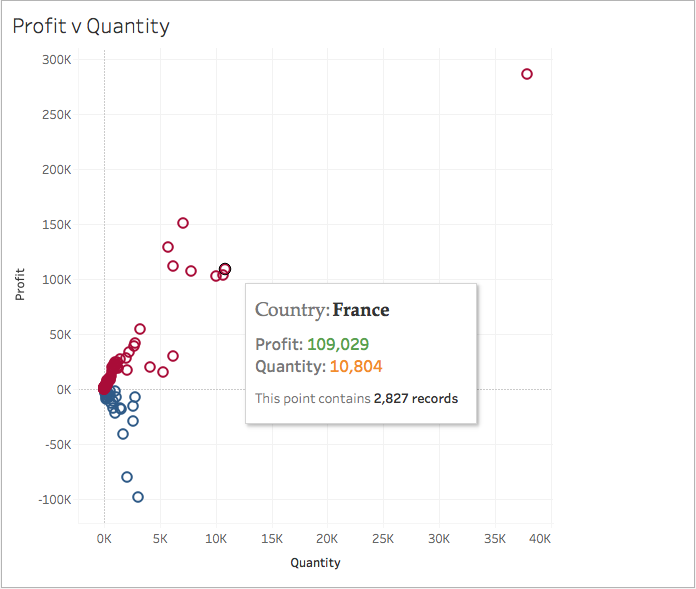 Profit v Quantity
300K
250K
200K
150K
100K
50K
0K
-50K
-100K
Profit
Country: France
Profit: 109,029
Quantity: 10,804
This point contains 2,827 records
0K 5K 10K 15K 20K 25K 30K 35K 40K
Quantity